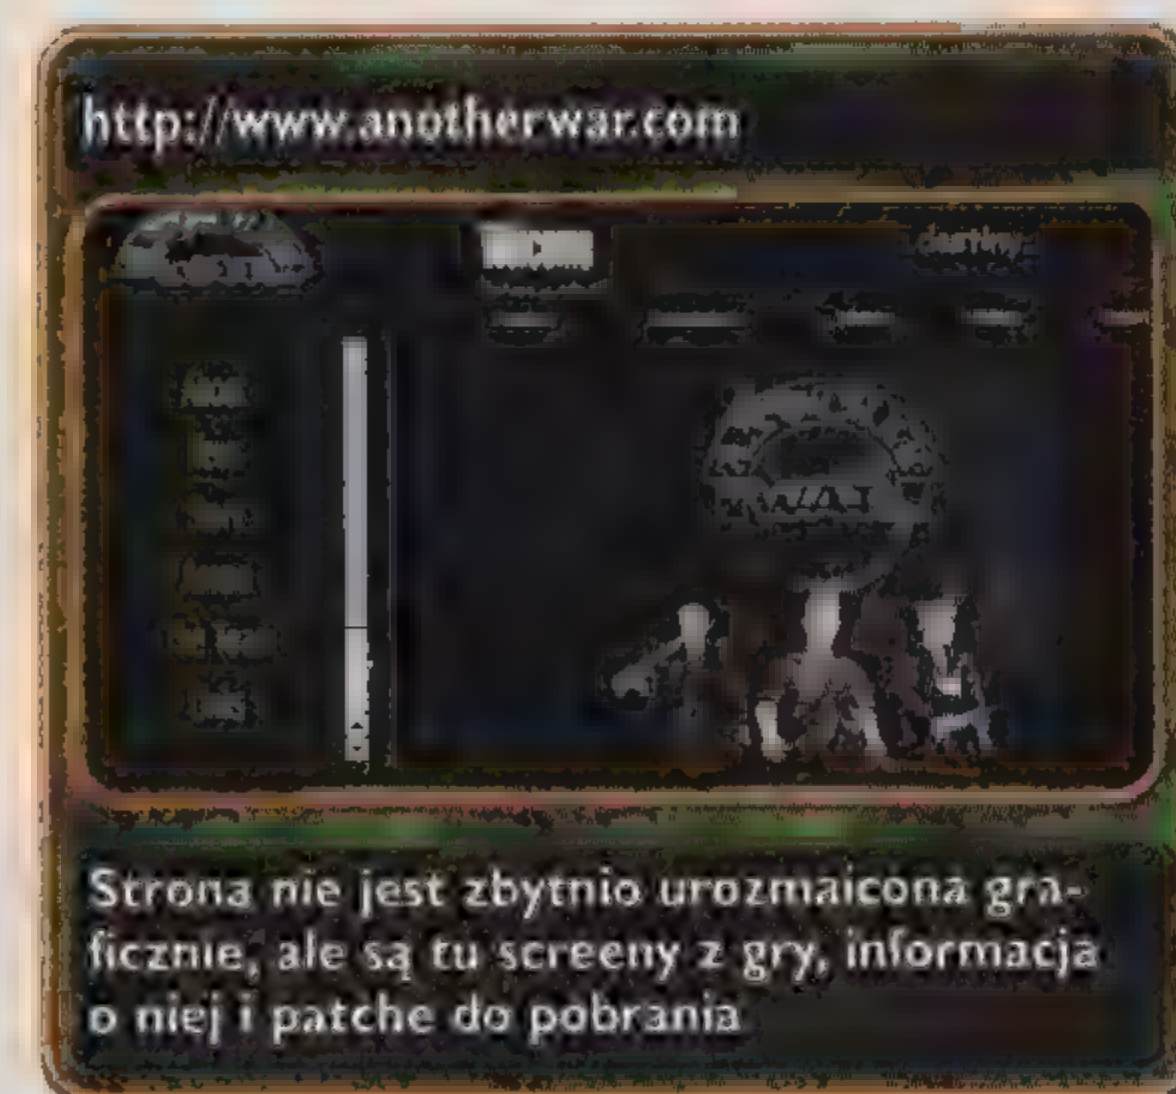 http://www.anotherwar.com
WAR
Strona nie jest zbytnio urozmaicona gra-
ficznie, ale są tu screeny z gry, informacja
o niej i patche do pobrania